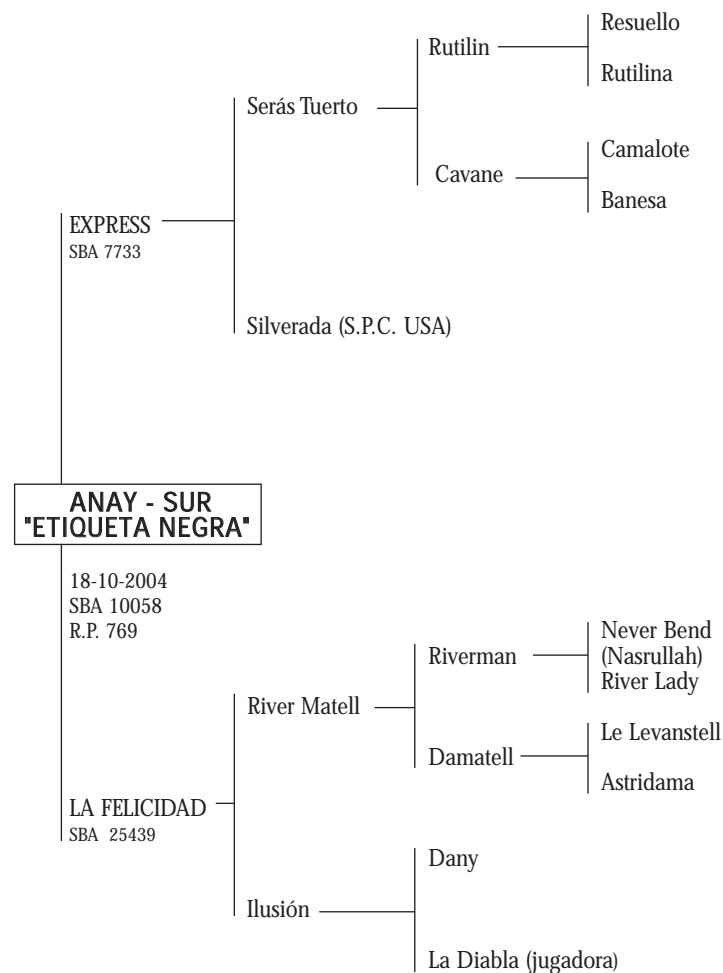 Resuello
Rutilin
Rutilina
Serás Tuerto
Camalote
Cavane
Banesa
EXPRESS
SBA 7733
Silverada (S.P.C. USA)
ANAY - SUR
"ETIQUETA NEGRA"
18-10-2004
SBA 10058
R.P. 769
Never Bend
Riverman
(Nasrullah)
River Lady
River Matell
Le Levanstell
Damatell
Astridama
LA FELICIDAD
SBA 25439
Dany
Ilusión
La Diabla (jugadora)